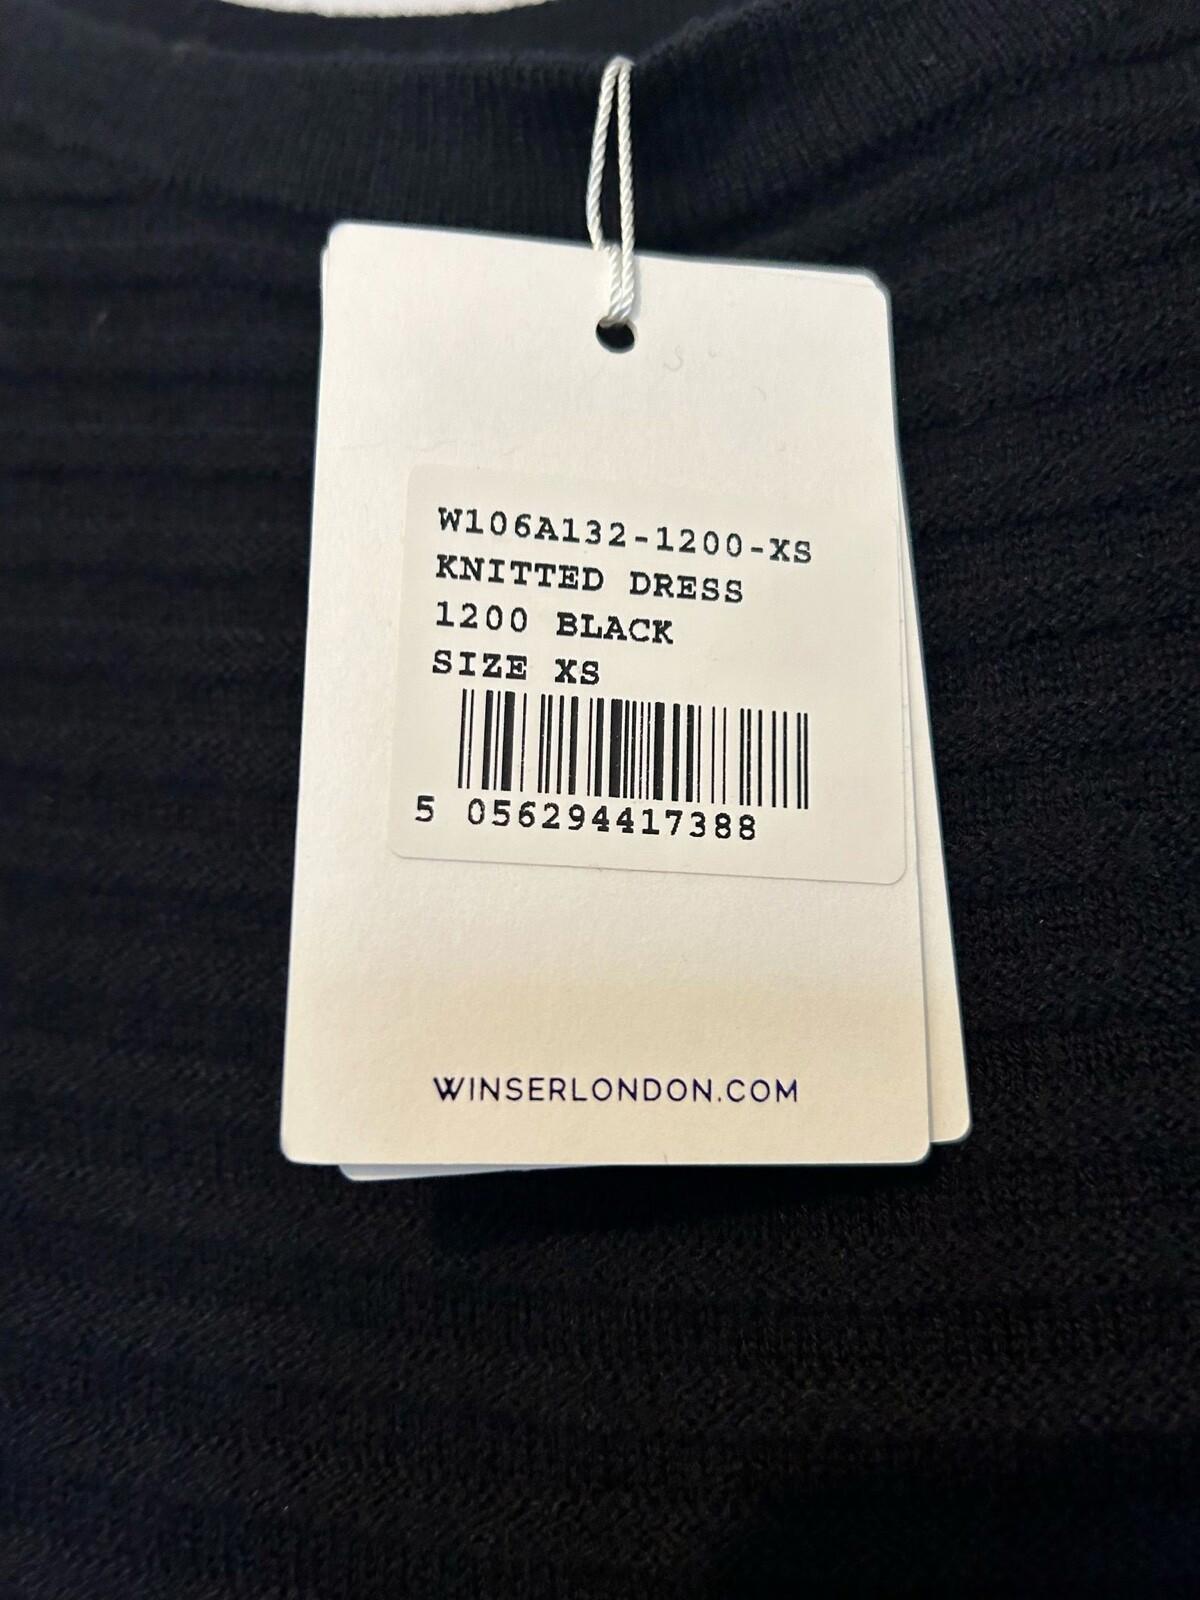 W106A132-1200-XS
KNITTED DRESS
1200 BLACK
SIZE XS
5 056294417388
WINSERLONDON.COM